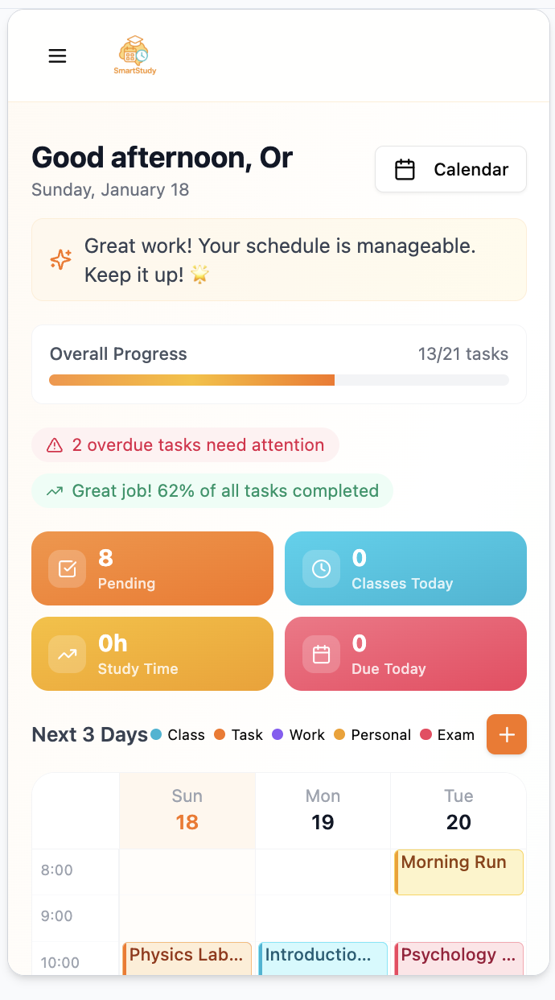 SmartStudy
Good afternoon, Or
Sunday, January 18
Calendar
Great work! Your schedule is manageable.
Keep it up! 🌟
Overall Progress
13/21 tasks
2 overdue tasks need attention
Great job! 62% of all tasks completed
8
Pending
0
Classes Today
0h
Study Time
0
Due Today
Next 3 Days
Class
Task
Work
Personal
Exam
Sun
18
Mon
19
Tue
20
8:00
Morning Run
9:00
10:00
Physics Lab...
Introductio...
Psychology ...